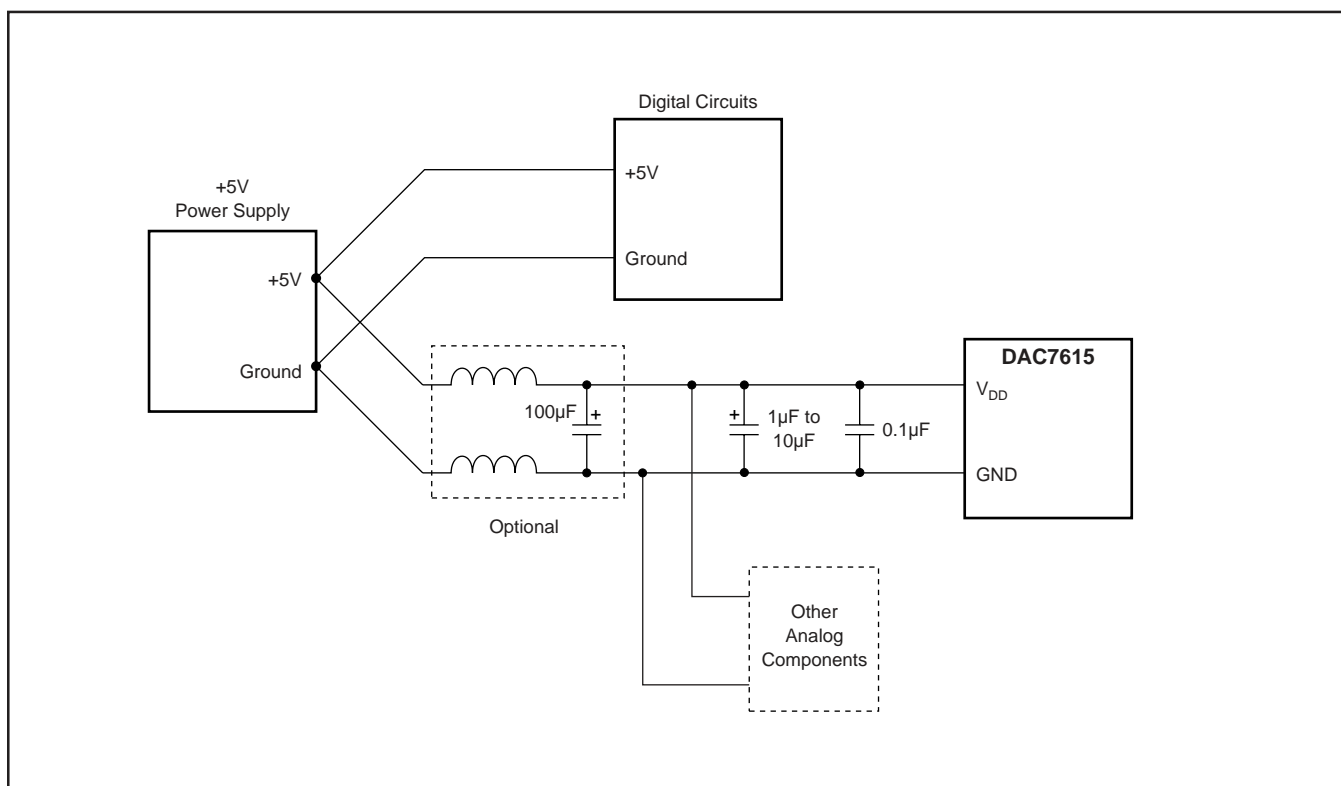 Digital Circuits
+5V
Ground
+5V
Power Supply
+5V
Ground
100µF
+
Optional
+
1µF to
10µF
0.1µF
DAC7615
VDD
GND
Other
Analog
Components